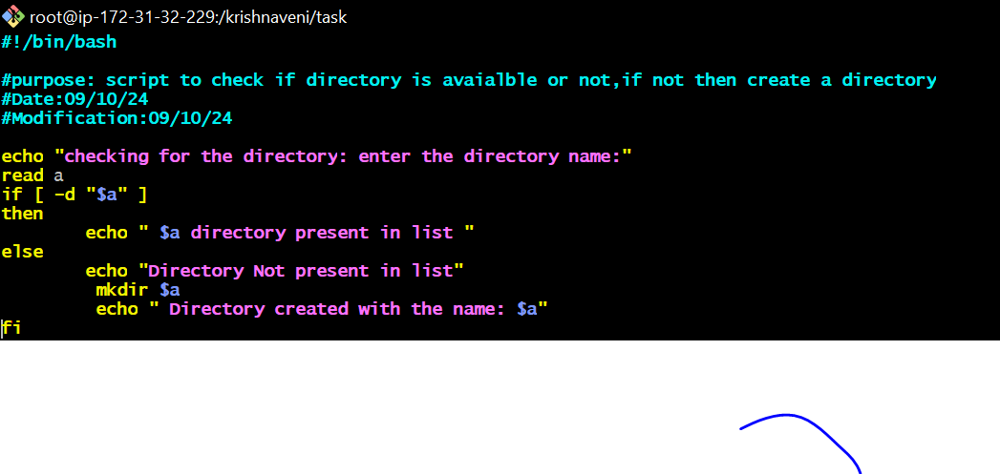 root@ip-172-31-32-229:/krishnaveni/task
#!/bin/bash
#purpose: script to check if directory is avaialble or not,if not then create a directory
#Date:09/10/24
#Modification:09/10/24
echo "checking for the directory: enter the directory name:"
read a
if [ -d "$a" ]
then
echo " $a directory present in list "
else
echo "Directory Not present in list"
mkdir $a
echo " Directory created with the name: $a"
fi